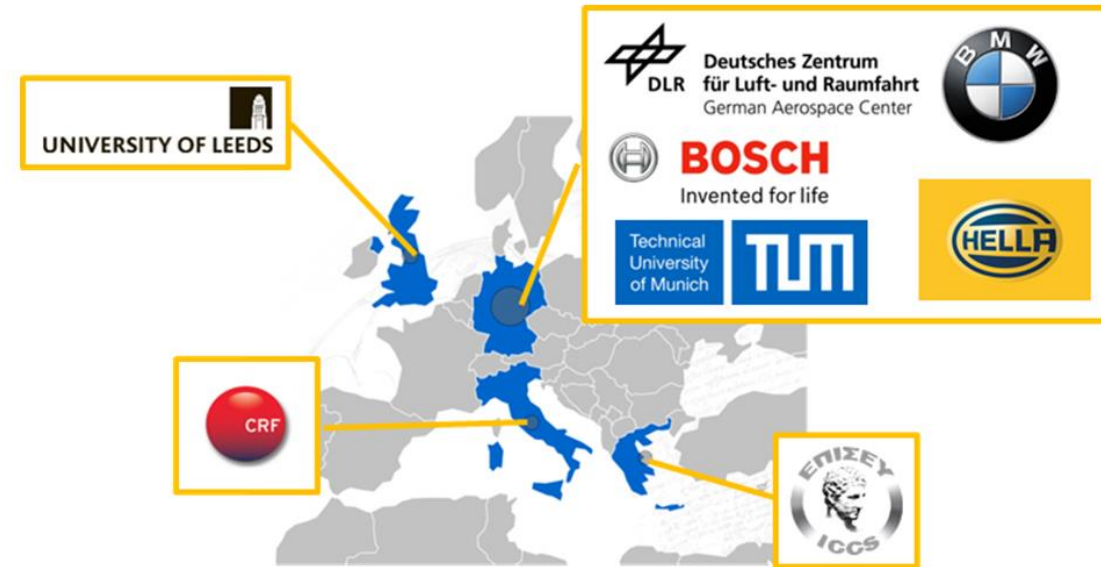 UNIVERSITY OF LEEDS
DLR
Deutsches Zentrum
für Luft- und Raumfahrt
German Aerospace Center
BMW
BOSCH
Invented for life
Technical
University
of Munich
TUM
HELLA
CRF
ΕΠΙΣΕΥ
ICCS